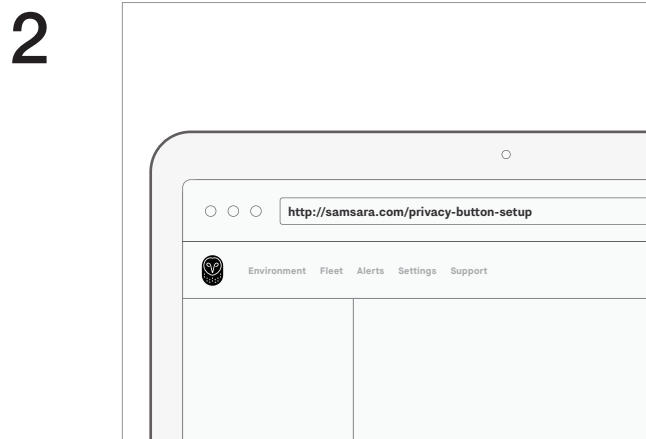 2
http://samsara.com/privacy-button-setup
Environment Fleet Alerts Settings Support